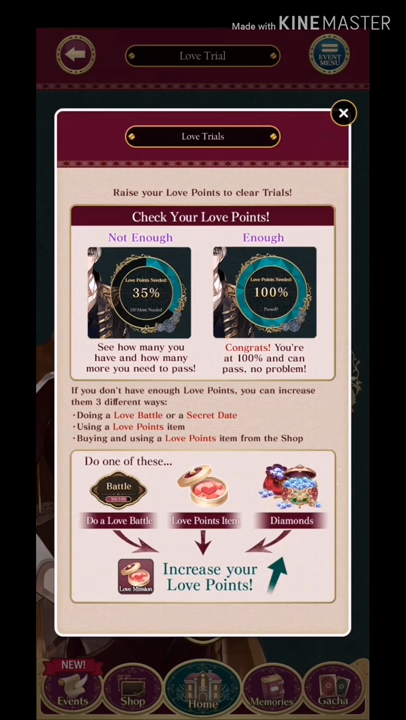 Made with KINEMASTER
Love Trial
EVENT
MENU
Love Trials
Raise your Love Points to clear Trials!
Check Your Love Points!
Not Enough
Enough
Love Points Needed:
35%
Love Points Needed:
100%
Passed!
See how many you
have and how many
more you need to pass!
Congrats! You're
at 100% and can
pass, no problem!
If you don't have enough Love Points, you can increase
them 3 different ways:
·Doing a Love Battle or a Secret Date
·Using a Love Points item
·Buying and using a Love Points item from the Shop
Do one of these...
Battle
Do a Love Battle
Love Points Item
Diamonds
Love Mission
Increase your
Love Points!
NEW!
Events
Shop
Home
Memories
Gacha